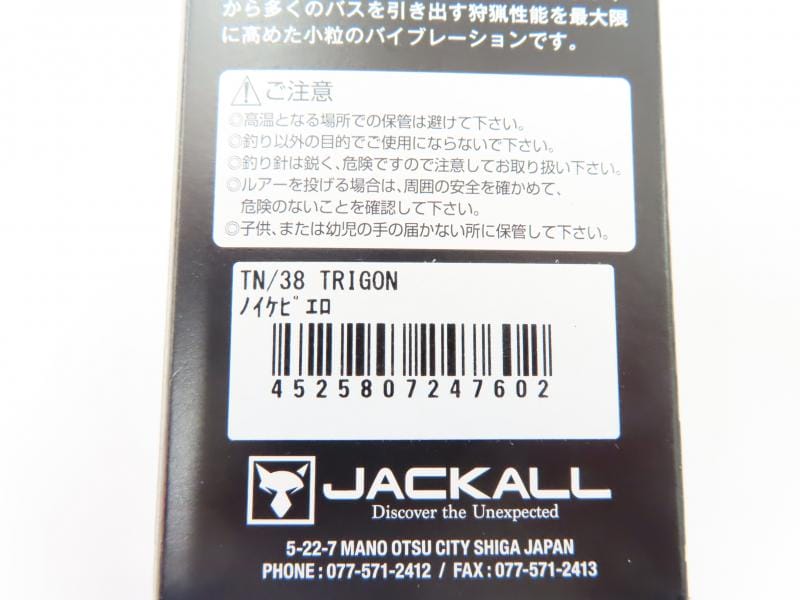 から多くのバスを引き出す狩猟性能を最大限
に高めた小粒のバイブレーションです。
ご注意
◎高温となる場所での保管は避けて下さい。
◎釣り以外の目的でご使用にならないで下さい。
◎釣り針は鋭く、危険ですので注意してお取り扱い下さい。
◎ルアーを投げる場合は、周囲の安全を確かめて、
危険のないことを確認して下さい。
◎子供、または幼児の手の届かない所に保管して下さい。
TN/38 TRIGON
ﾉｲｹﾋﾟｴﾛ
4525807247602
JACKALL
Discover the Unexpected
5-22-7 MANO OTSU CITY SHIGA JAPAN
PHONE : 077-571-2412 / FAX : 077-571-2413